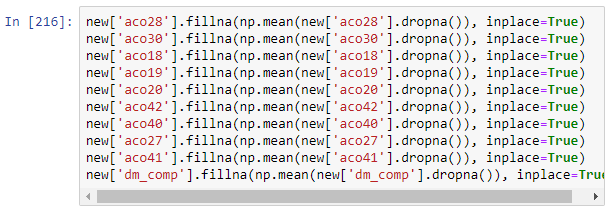 In [216]:
new['aco28'].fillna(np.mean(new['aco28'].dropna()), inplace=True)
new['aco30'].fillna(np.mean(new['aco30'].dropna()), inplace=True)
new['aco18'].fillna(np.mean(new['aco18'].dropna()), inplace=True)
new['aco19'].fillna(np.mean(new['aco19'].dropna()), inplace=True)
new['aco20'].fillna(np.mean(new['aco20'].dropna()), inplace=True)
new['aco42'].fillna(np.mean(new['aco42'].dropna()), inplace=True)
new['aco40'].fillna(np.mean(new['aco40'].dropna()), inplace=True)
new['aco27'].fillna(np.mean(new['aco27'].dropna()), inplace=True)
new['aco41'].fillna(np.mean(new['aco41'].dropna()), inplace=True)
new['dm_comp'].fillna(np.mean(new['dm_comp'].dropna()), inplace=True